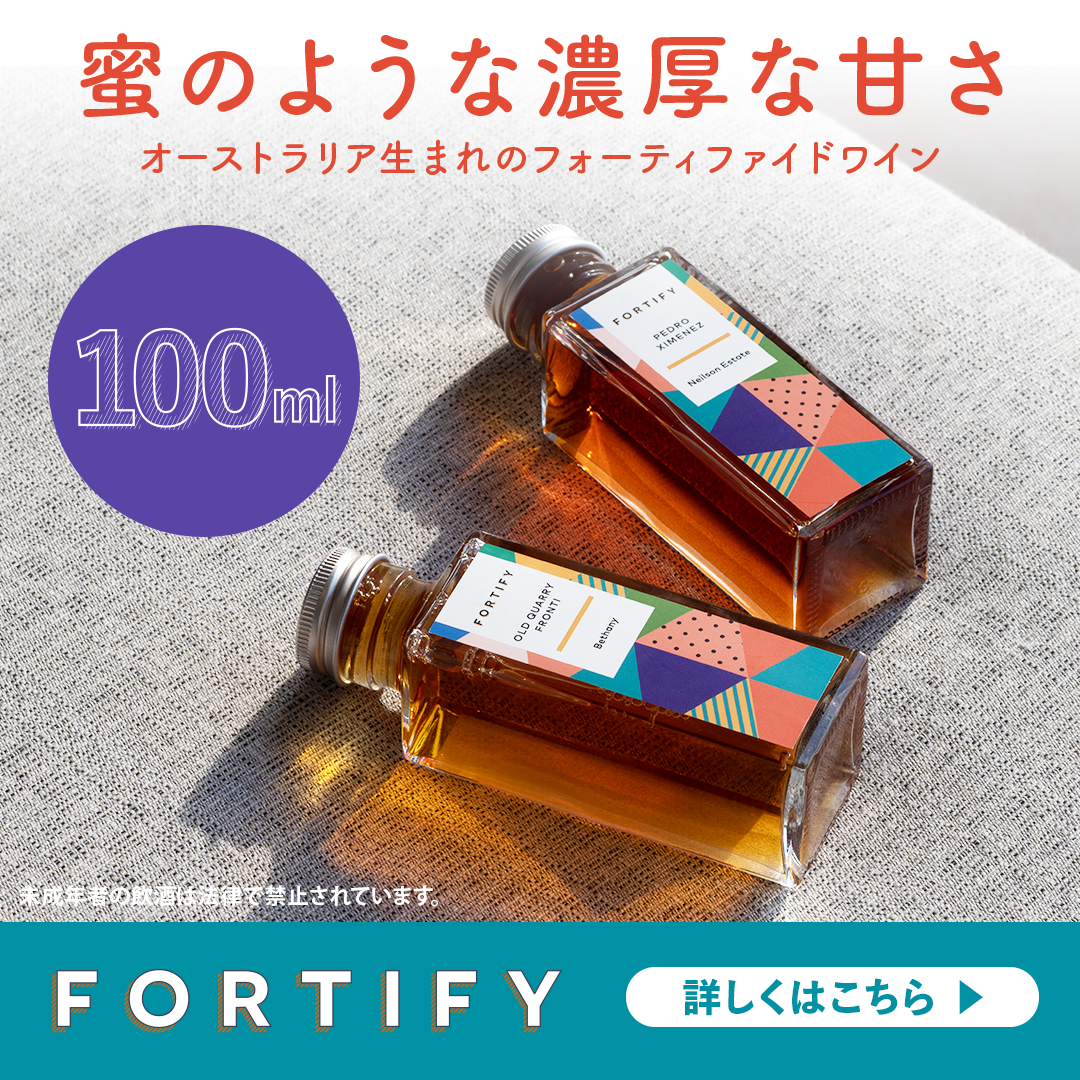 蜜のような濃厚な甘さ
オーストラリア生まれのフォーティファイドワイン
100ml
FORTIFY
PEDRO
XIMENEZ
Neilson Estate
FORTIFY
OLD QUARRY
FRONTI
Bethany
未成年者の飲酒は法律で禁止されています。
FORTIFY
詳しくはこちら ▶